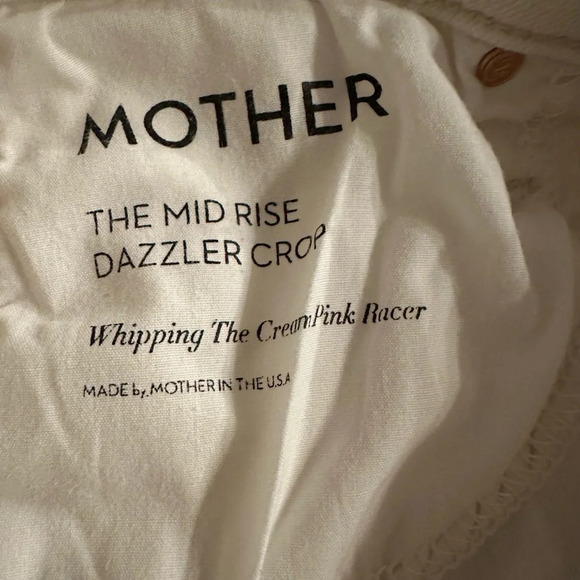 MOTHER
THE MID RISE
DAZZLER CROP
Whipping The Cream Pink Racer
MADE by MOTHER IN THE U.S.A